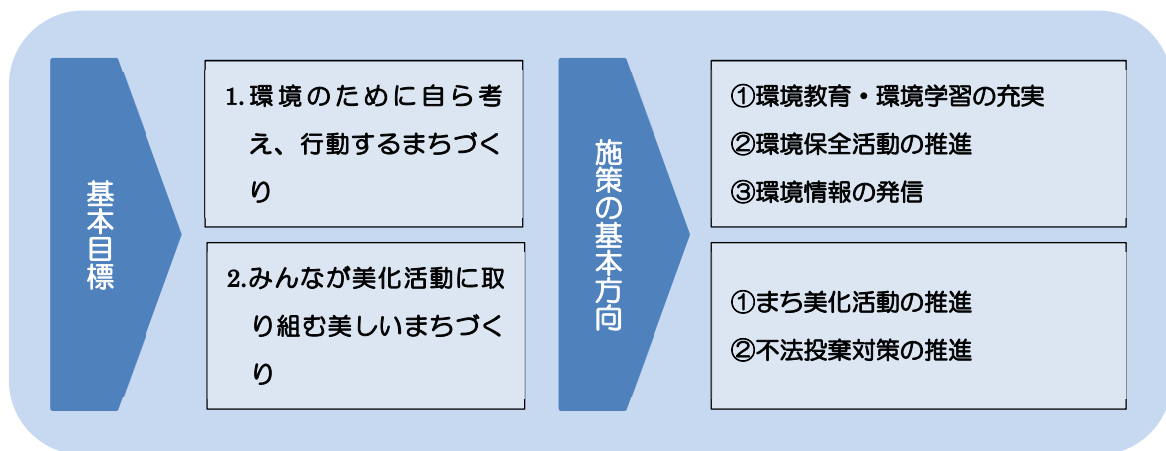 基本目標
1.環境のために自ら考
え、行動するまちづく
り
2.みんなが美化活動に取
り組む美しいまちづく
り
施策の基本方向
①環境教育・環境学習の充実
②環境保全活動の推進
③環境情報の発信
①まち美化活動の推進
②不法投棄対策の推進